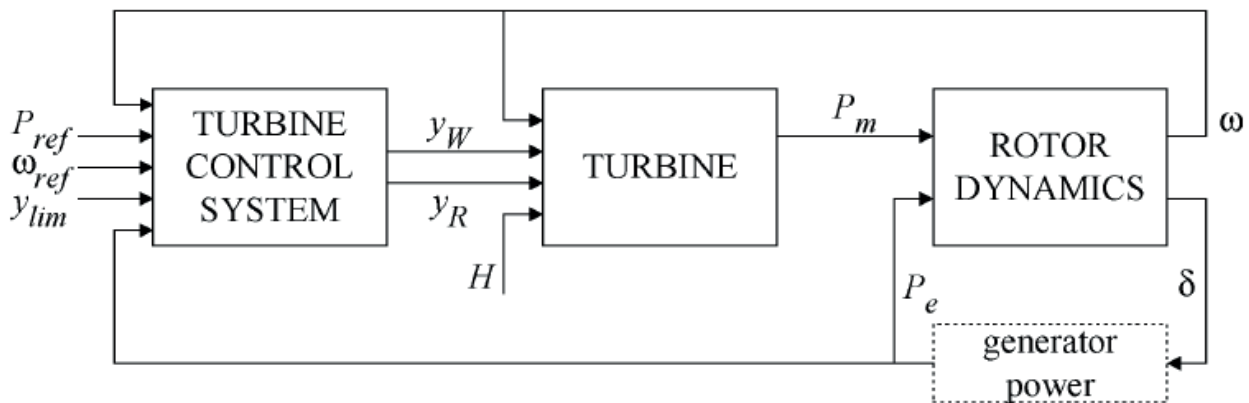 P_ref
ω_ref
y_lim
TURBINE
CONTROL
SYSTEM
y_W
y_R
H
TURBINE
P_m
P_e
ROTOR
DYNAMICS
ω
δ
generator
power